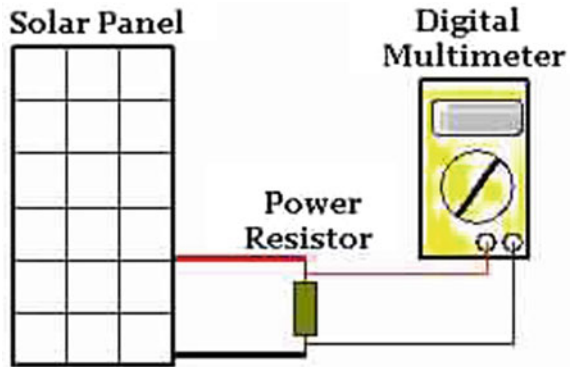 Solar Panel
Digital
Multimeter
Power
Resistor